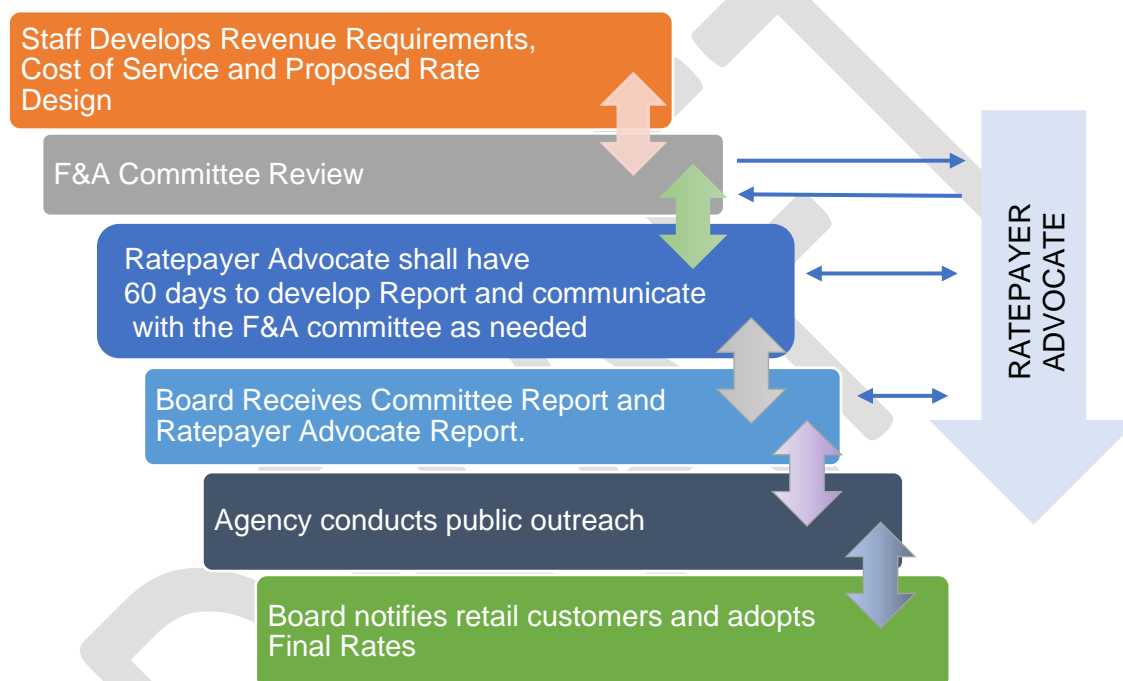 Staff Develops Revenue Requirements,
Cost of Service and Proposed Rate
Design
F&A Committee Review
Ratepayer Advocate shall have
60 days to develop Report and communicate
with the F&A committee as needed
Board Receives Committee Report and
Ratepayer Advocate Report.
Agency conducts public outreach
Board notifies retail customers and adopts
Final Rates
RATEPAYER
ADVOCATE